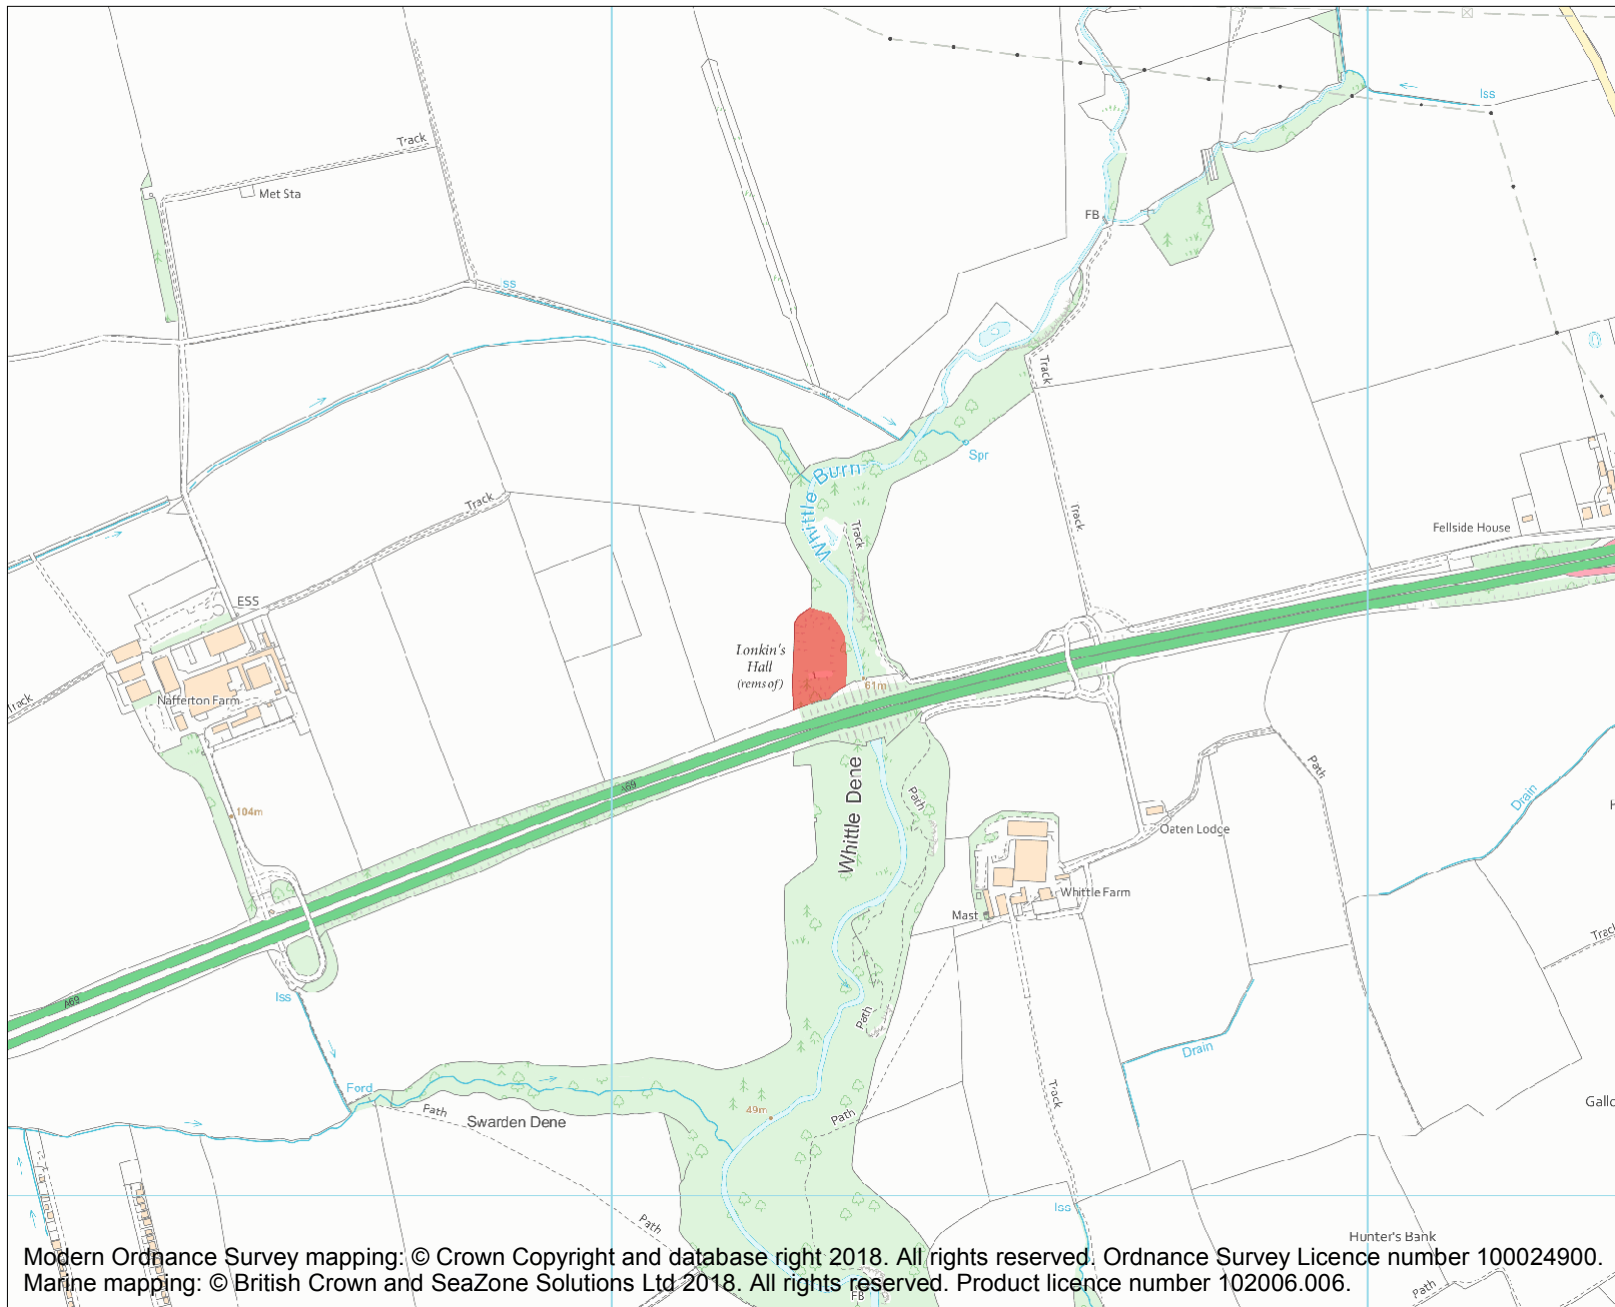 Iss
Track
Met Sta
FB
ss
Track
Spr
Whittle Burn
Track
Track
Track
Fellside House
ESS
Lonkin's
Hall
(rems of)
61m
Track
Nafferton Farm
A69
Whittle Dene
Path
Path
Drain
104m
Oaten Lodge
Whittle Farm
Mast
Track
A69
Iss
Path
Drain
Ford
Path
Swarden Dene
49m
Path
Track
Gallo
Iss
Path
Hunter's Bank
Modern Ordnance Survey mapping: © Crown Copyright and database right 2018. All rights reserved. Ordnance Survey Licence number 100024900.
Marine mapping: © British Crown and SeaZone Solutions Ltd 2018. All rights reserved. Product licence number 102006.006.
FB
Path